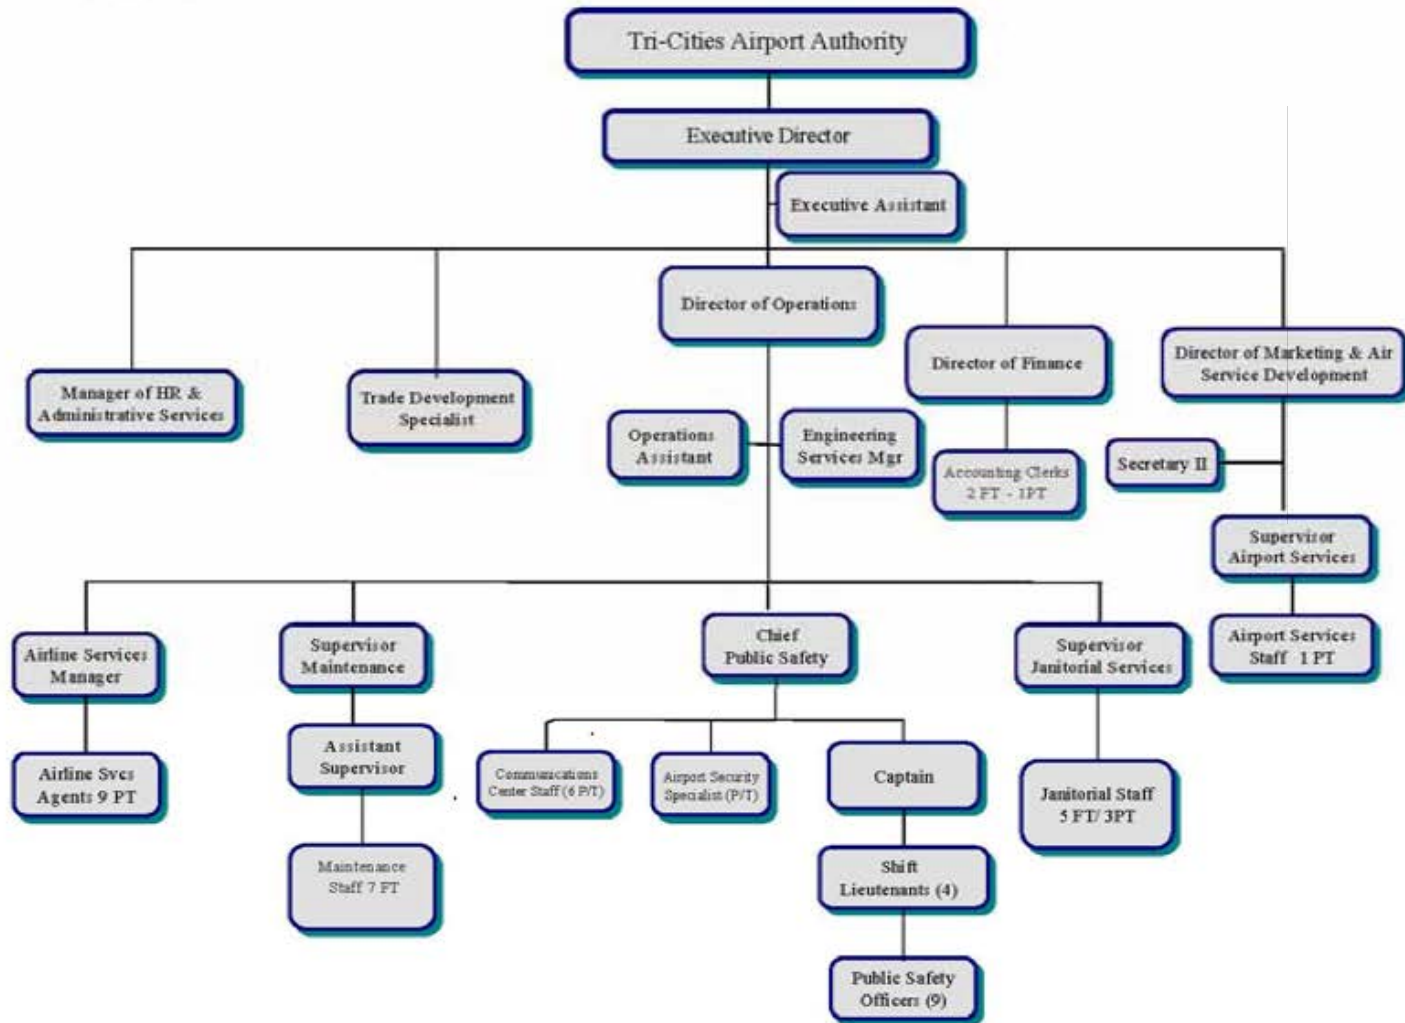 Tri-Cities Airport Authority
Executive Director
Executive Assistant
Director of Operations
Director of Finance
Director of Marketing & Air
Service Development
Manager of HR &
Administrative Services
Trade Development
Specialist
Operations
Assistant
Engineering
Services Mgr
Accounting Clerks
2 FT - 1PT
Secretary II
Supervisor
Airport Services
Airline Services
Manager
Supervisor
Maintenance
Chief
Public Safety
Supervisor
Janitorial Services
Airport Services
Staff 1 PT
Airline Svcs
Agents 9 PT
Assistant
Supervisor
Communications
Center Staff (6 P/T)
Airport Security
Specialist (P/T)
Captain
Janitorial Staff
5 FT/ 3PT
Maintenance
Staff 7 FT
Shift
Lieutenants (4)
Public Safety
Officers (9)